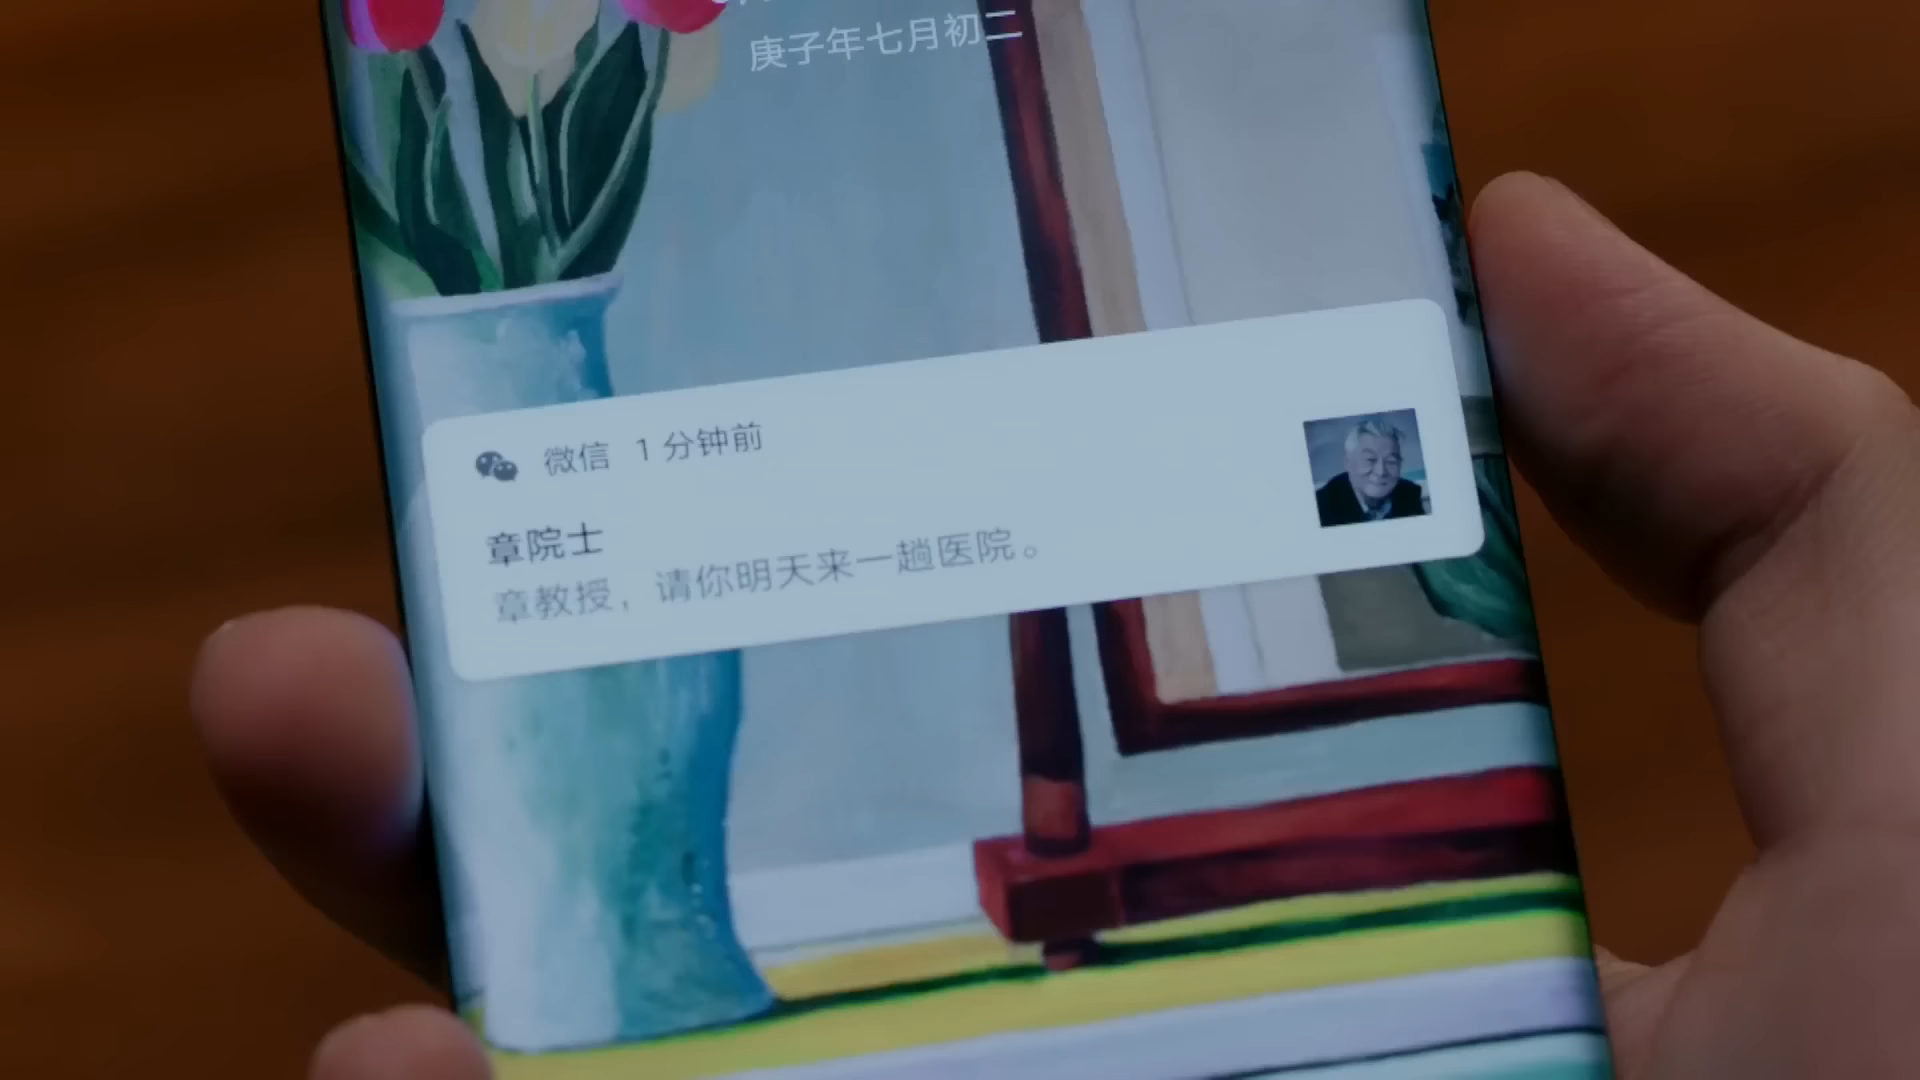 庚子年七月初二
微信 1 分钟前
章院士
章教授，请你明天来一趟医院。